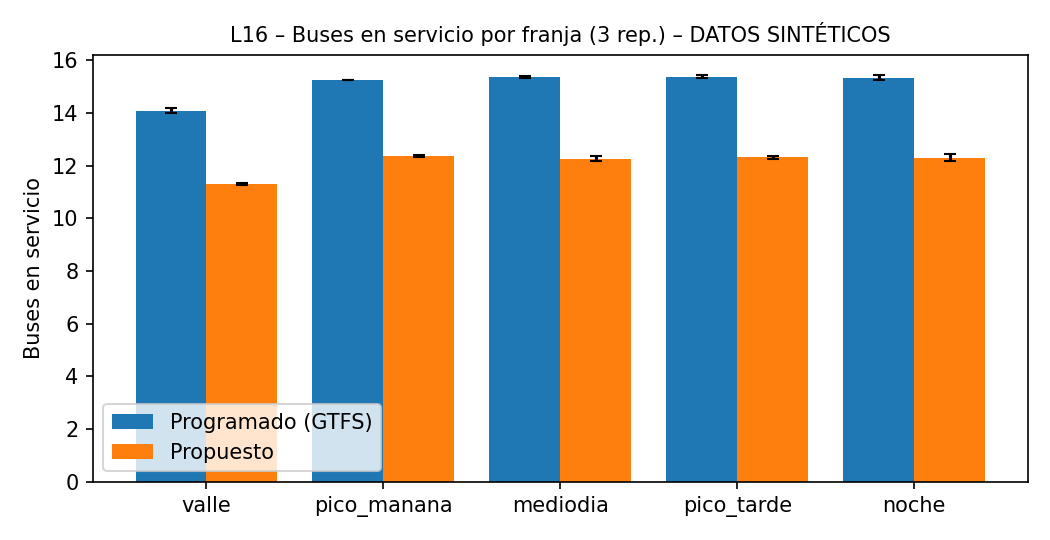 L16 – Buses en servicio por franja (3 rep.) – DATOS SINTÉTICOS
Buses en servicio
16
14
12
10
8
6
4
2
0
Programado (GTFS)
Propuesto
valle
pico_manana
mediodia
pico_tarde
noche